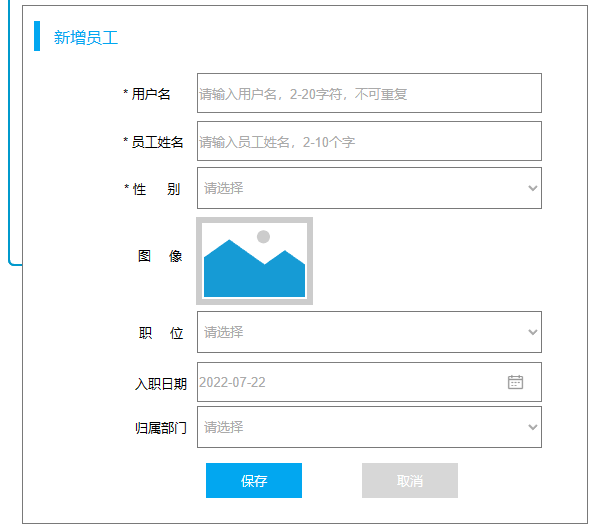 新增员工
* 用户名 请输入用户名，2-20字符，不可重复
* 员工姓名 请输入员工姓名，2-10个字
* 性 别 请选择
图 像
职 位 请选择
入职日期 2022-07-22
归属部门 请选择
保存 取消